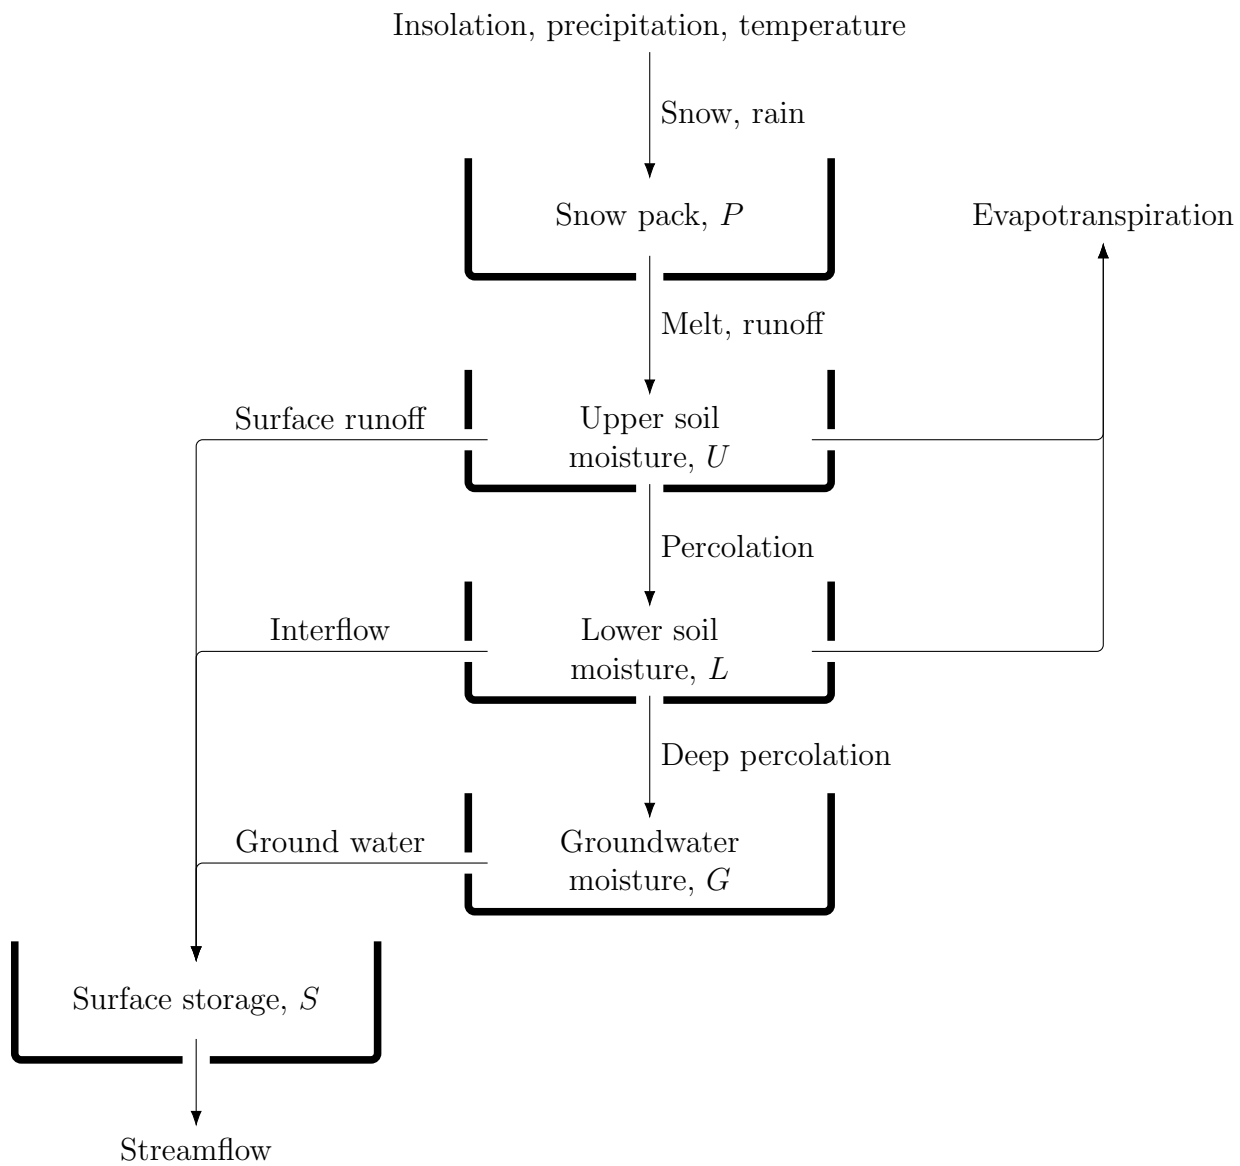 Insolation, precipitation, temperature
Snow, rain
Snow pack, P
Evapotranspiration
Melt, runoff
Surface runoff
Upper soil
moisture, U
Percolation
Interflow
Lower soil
moisture, L
Deep percolation
Ground water
Groundwater
moisture, G
Surface storage, S
Streamflow